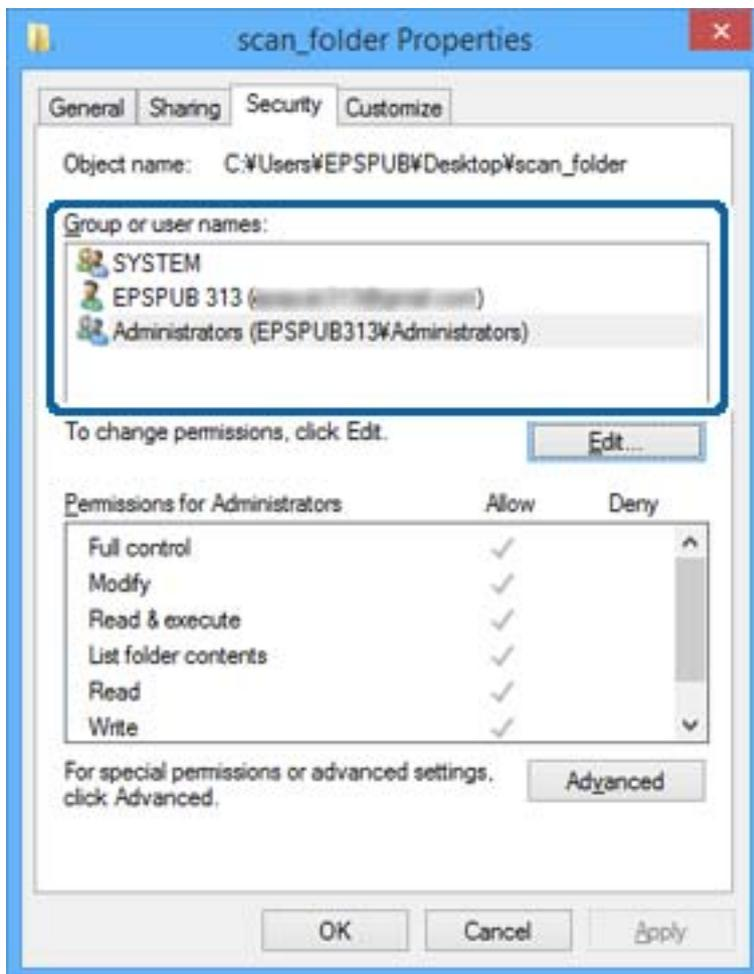 scan_folder Properties
General Sharing Security Customize
Object name: C:¥Users¥EPSPUB¥Desktop¥scan_folder
Group or user names:
SYSTEM
EPSPUB 313 ( )
Administrators (EPSPUB313¥Administrators)
To change permissions, click Edit.
Edit...
Permissions for Administrators Allow Deny
Full control
Modify
Read & execute
List folder contents
Read
Write
For special permissions or advanced settings,
click Advanced.
Advanced
OK Cancel Apply